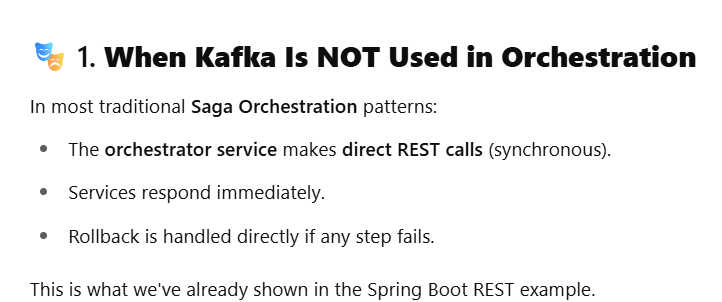 🎭 1. When Kafka Is NOT Used in Orchestration
In most traditional Saga Orchestration patterns:
• The orchestrator service makes direct REST calls (synchronous).
• Services respond immediately.
• Rollback is handled directly if any step fails.
This is what we've already shown in the Spring Boot REST example.